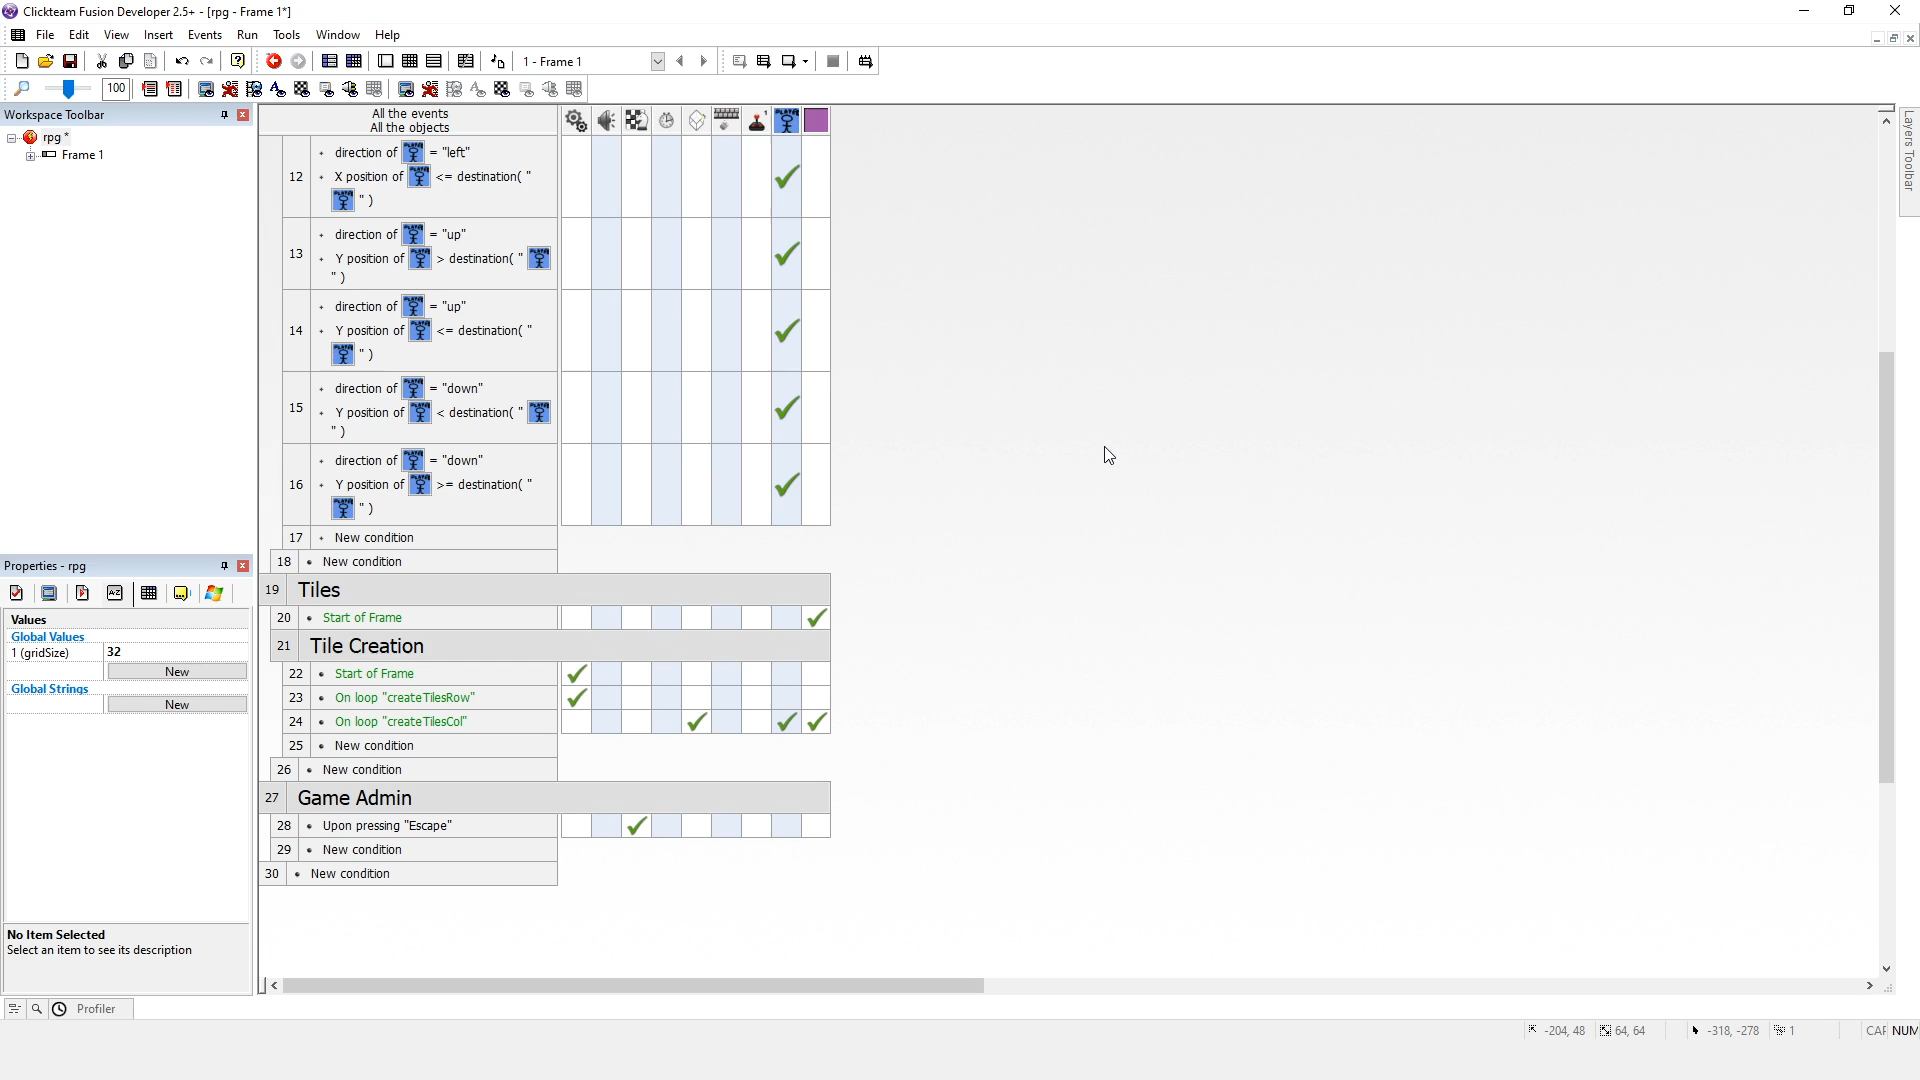 Clickteam Fusion Developer 2.5+ - [rpg - Frame 1*]
File Edit View Insert Events Run Tools Window Help
1 - Frame 1
100
Workspace Toolbar
rpg *
Frame 1
Layers Toolbar
All the events
All the objects
12
direction of = "left"
X position of <= destination( "
" )
13
direction of = "up"
Y position of > destination( "
" )
14
direction of = "up"
Y position of <= destination( "
" )
15
direction of = "down"
Y position of < destination( "
" )
16
direction of = "down"
Y position of >= destination( "
" )
17 New condition
18 New condition
19 Tiles
20 Start of Frame
21 Tile Creation
22 Start of Frame
23 On loop "createTilesRow"
24 On loop "createTilesCol"
25 New condition
26 New condition
27 Game Admin
28 Upon pressing "Escape"
29 New condition
30 New condition
Properties - rpg
Values
Global Values
1 (gridSize) 32
New
Global Strings
New
No Item Selected
Select an item to see its description
Profiler
-204, 48 64, 64 -318, -278 1 CAP NUM